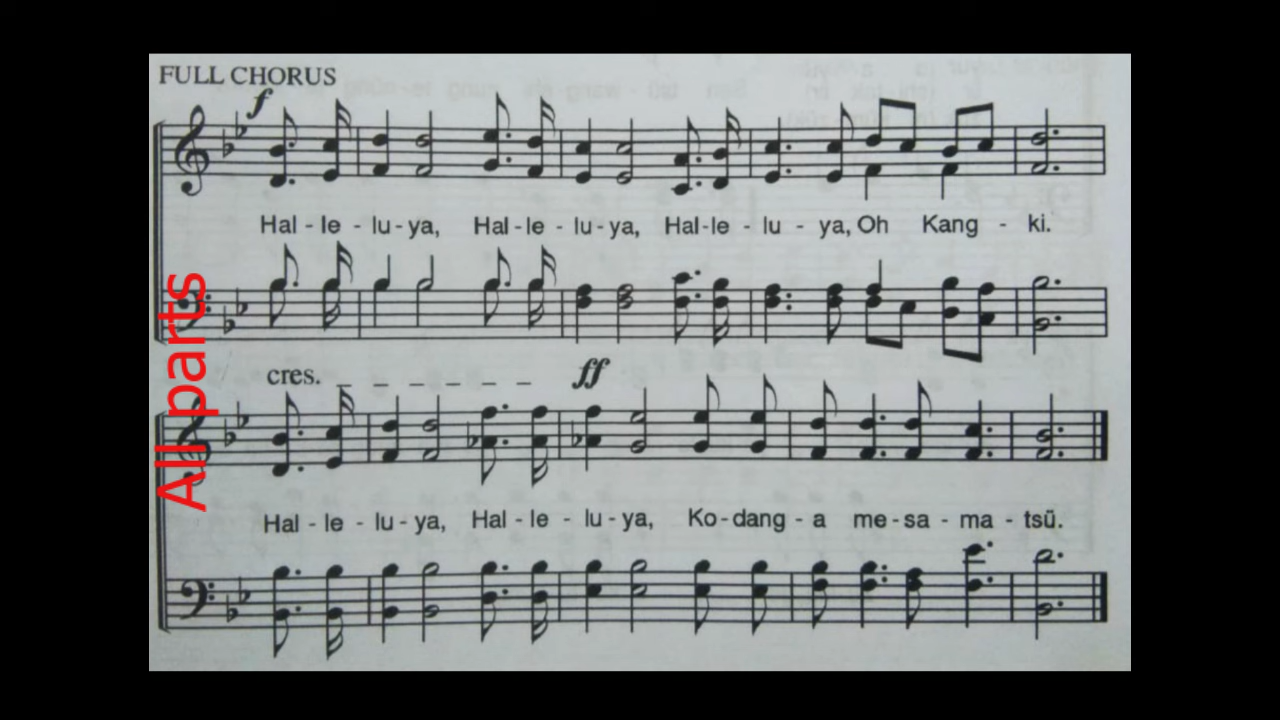 FULL CHORUS
f
Hal - le - lu - ya, Hal - le - lu - ya, Hal - le - lu - ya, Oh Kang - ki.
All parts
cres. _ _ _ _ _ _ ff
Hal - le - lu - ya, Hal - le - lu - ya, Ko - dang - a me - sa - ma - tsü.